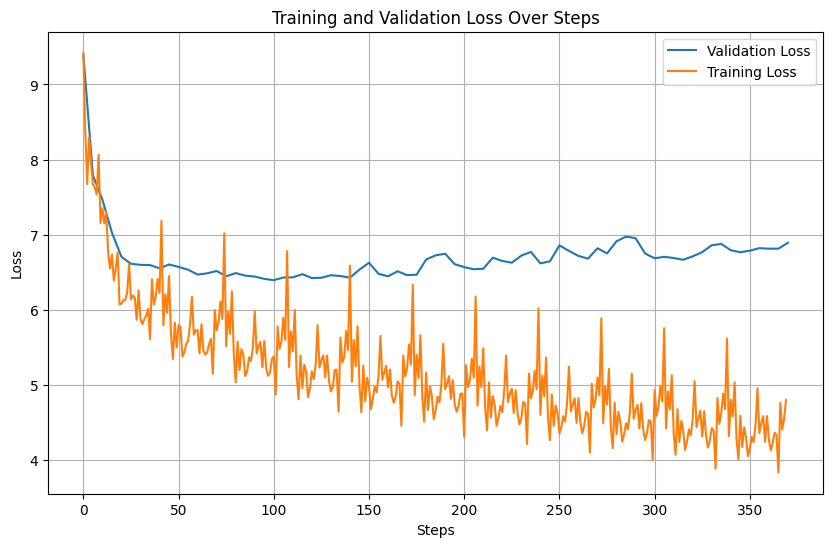 Training and Validation Loss Over Steps
Validation Loss
Training Loss
9
8
7
6
5
4
Loss
0 50 100 150 200 250 300 350
Steps